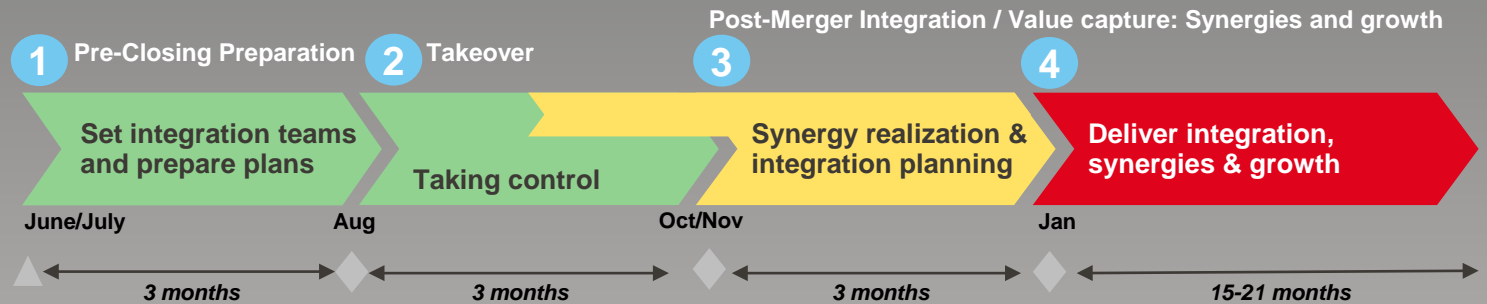 Post-Merger Integration / Value capture: Synergies and growth
1 Pre-Closing Preparation
2 Takeover
3
4
Set integration teams
and prepare plans
Taking control
Synergy realization &
integration planning
Deliver integration,
synergies & growth
June/July
Aug
Oct/Nov
Jan
3 months
3 months
3 months
15-21 months